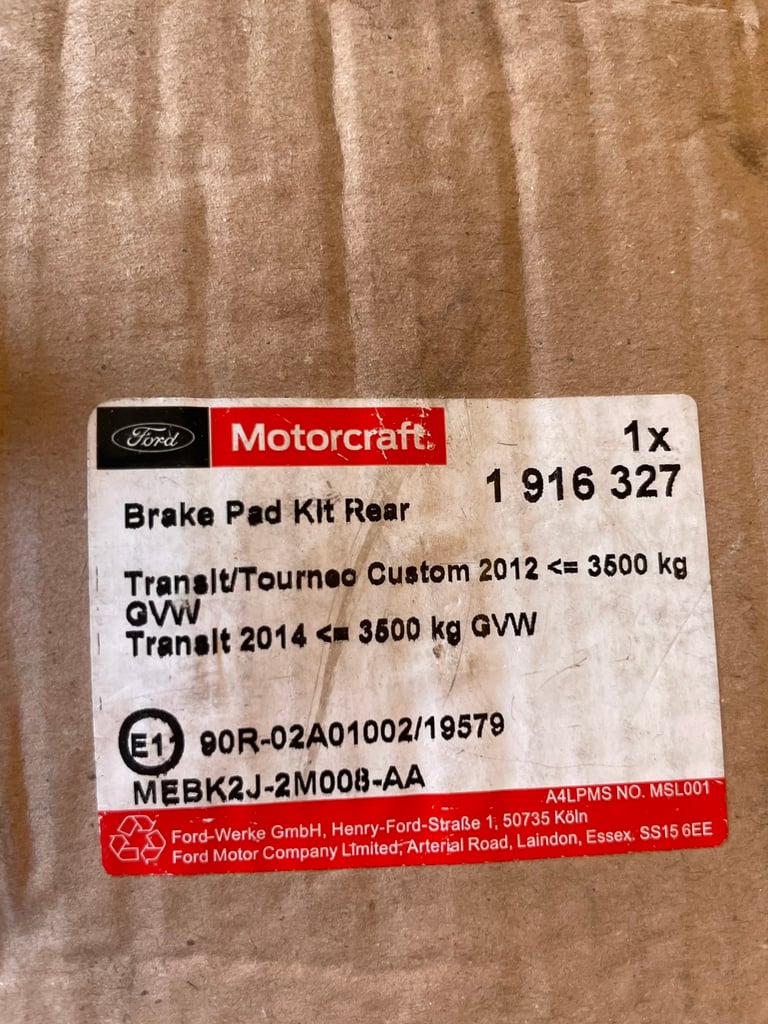 Ford Motorcraft
1x
1 916 327
Brake Pad Kit Rear
Transit/Tourneo Custom 2012 <= 3500 kg
GVW
Transit 2014 <= 3500 kg GVW
E11 90R-02A01002/19579
MEBK2J-2M008-AA
A4LPMS NO. MSL001
Ford-Werke GmbH, Henry-Ford-Straße 1, 50735 Köln
Ford Motor Company Limited, Arterial Road, Laindon, Essex. SS15 6EE